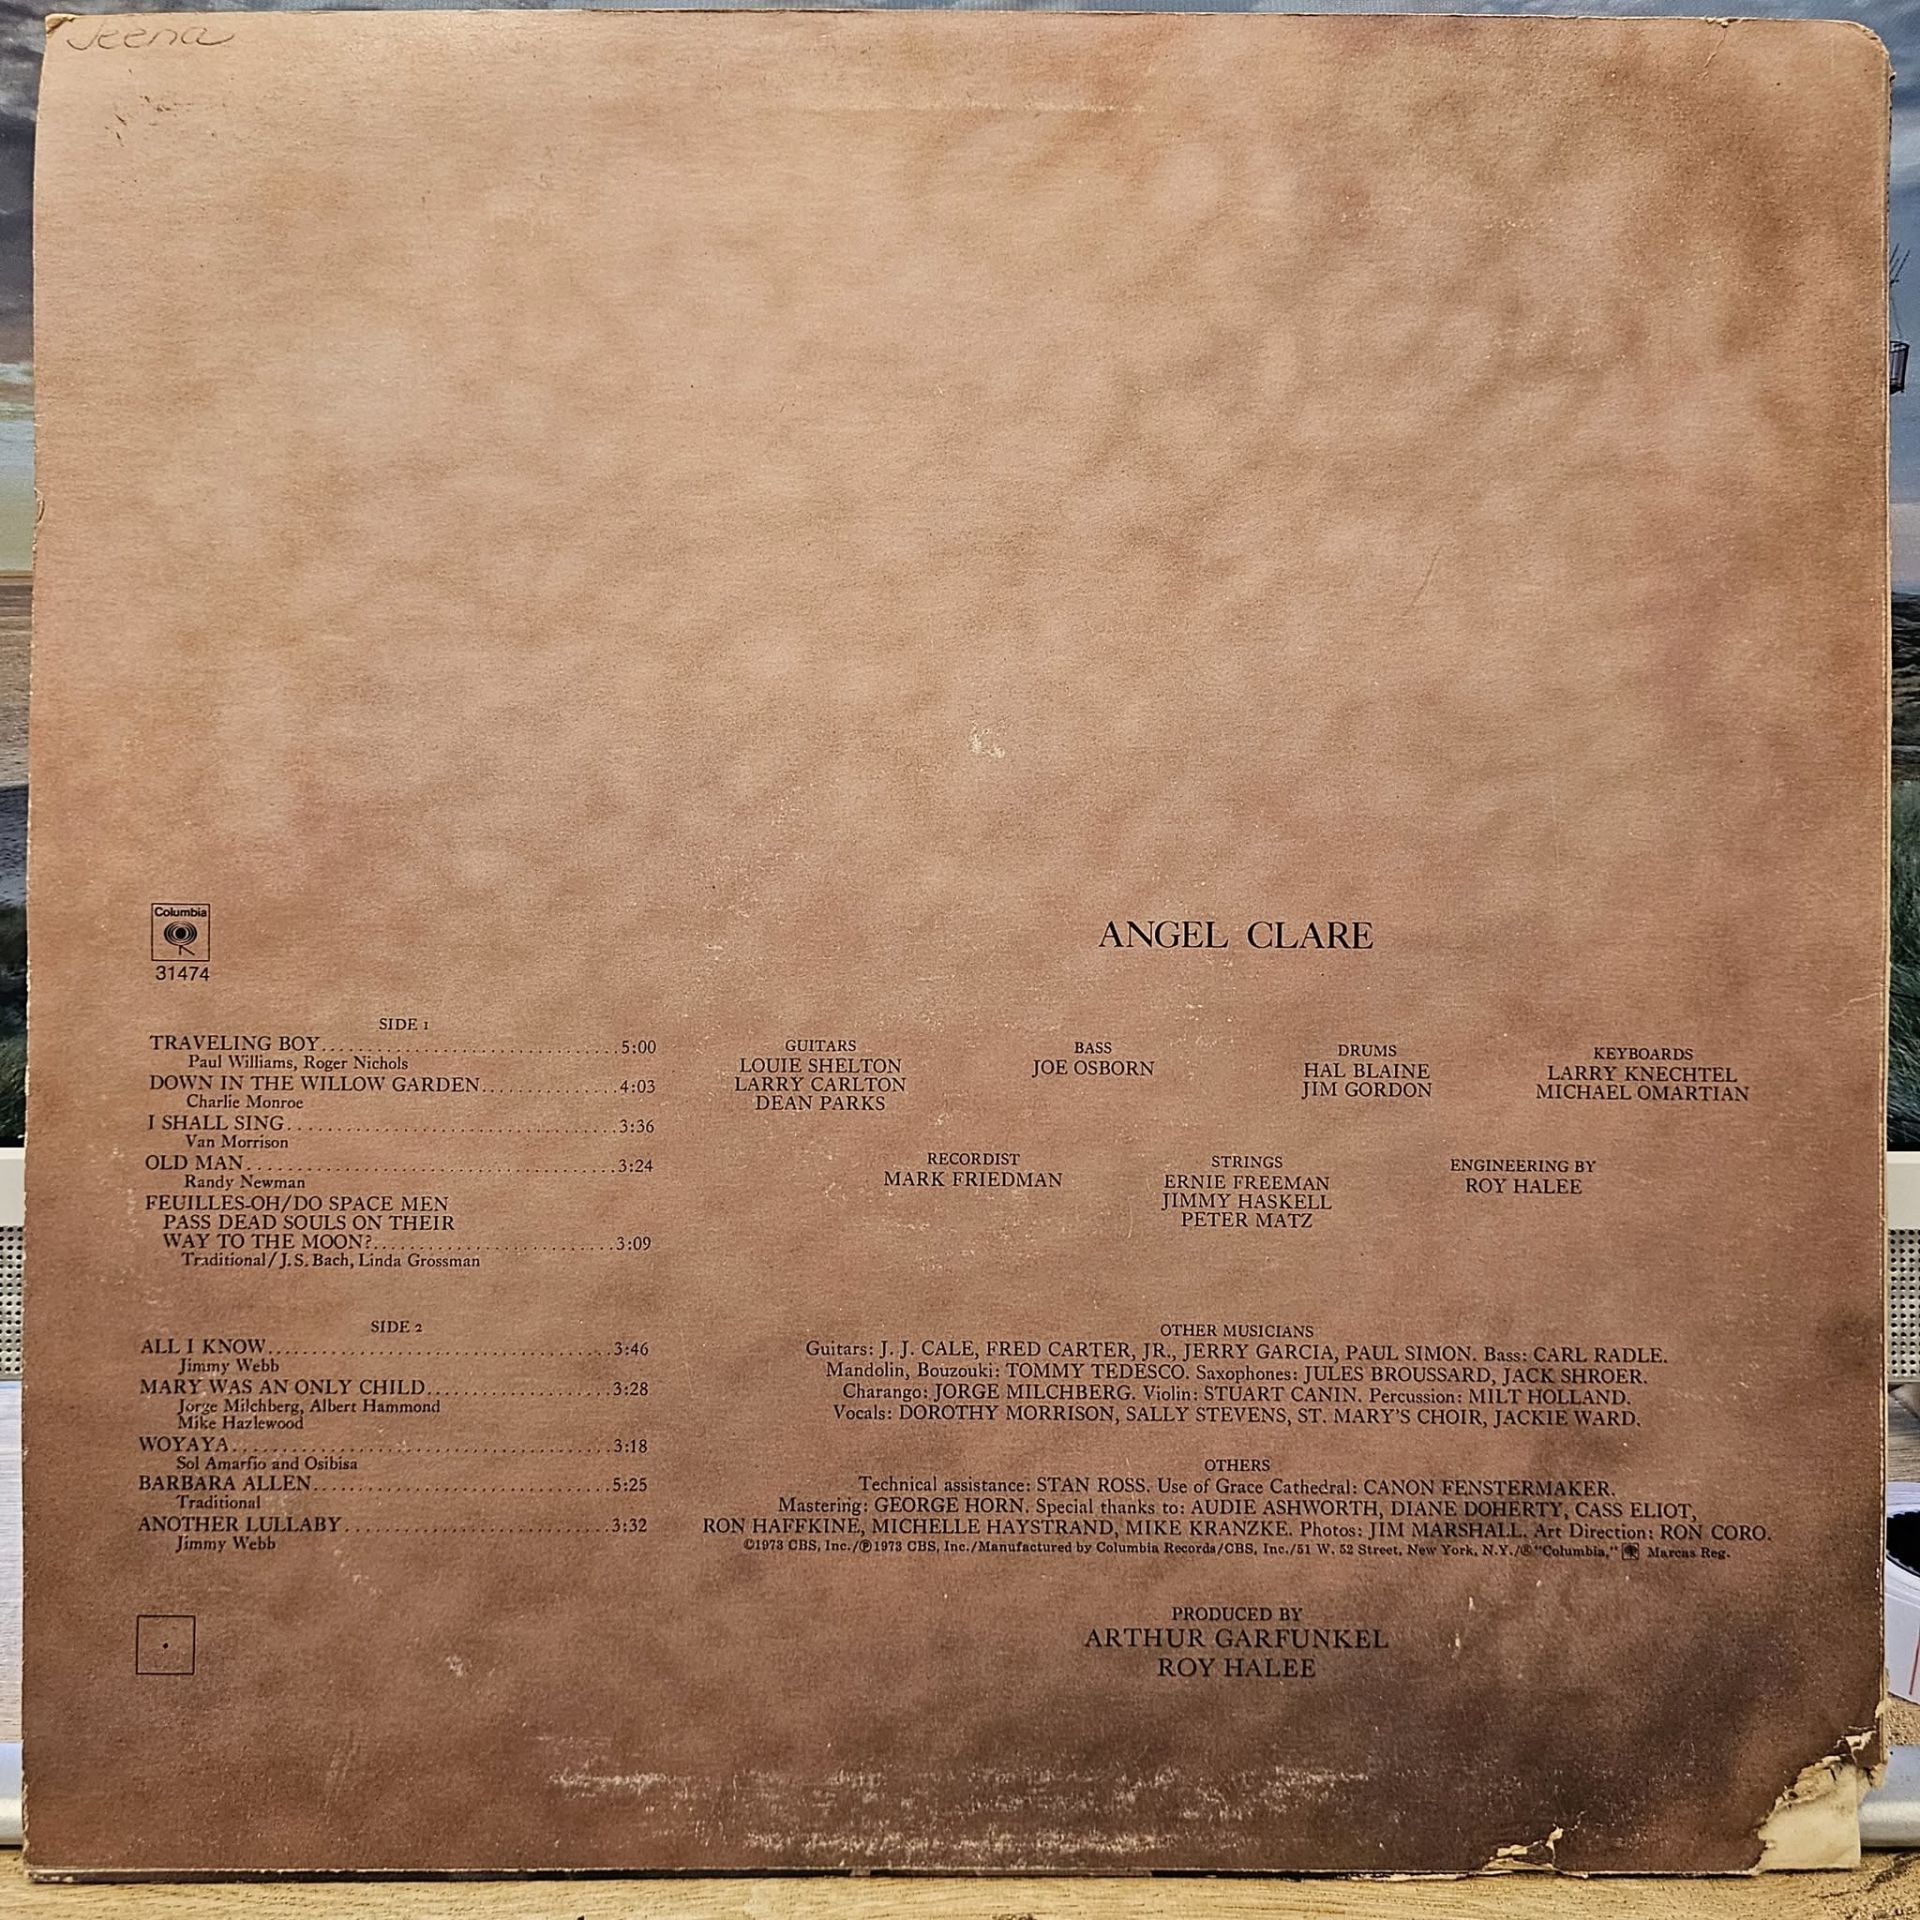 Jeena
Columbia
31474
ANGEL CLARE
SIDE 1
TRAVELING BOY..............................5:00
Paul Williams, Roger Nichols
DOWN IN THE WILLOW GARDEN..............4:03
Charlie Monroe
I SHALL SING..................................3:36
Van Morrison
OLD MAN......................................3:24
Randy Newman
FEUILLES-OH/DO SPACE MEN
PASS DEAD SOULS ON THEIR
WAY TO THE MOON?.........................3:09
Traditional/J.S. Bach, Linda Grossman
SIDE 2
ALL I KNOW...................................3:46
Jimmy Webb
MARY WAS AN ONLY CHILD...................3:28
Jorge Milchberg, Albert Hammond
Mike Hazlewood
WOYAYA.......................................3:18
Sol Amarfio and Osibisa
BARBARA ALLEN..............................5:25
Traditional
ANOTHER LULLABY...........................3:32
Jimmy Webb
GUITARS
LOUIE SHELTON
LARRY CARLTON
DEAN PARKS
BASS
JOE OSBORN
DRUMS
HAL BLAINE
JIM GORDON
KEYBOARDS
LARRY KNECHTEL
MICHAEL OMARTIAN
RECORDIST
MARK FRIEDMAN
STRINGS
ERNIE FREEMAN
JIMMY HASKELL
PETER MATZ
ENGINEERING BY
ROY HALEE
OTHER MUSICIANS
Guitars: J. J. CALE, FRED CARTER, JR., JERRY GARCIA, PAUL SIMON. Bass: CARL RADLE.
Mandolin, Bouzouki: TOMMY TEDESCO. Saxophones: JULES BROUSSARD, JACK SHROER.
Charango: JORGE MILCHBERG. Violin: STUART CANIN. Percussion: MILT HOLLAND.
Vocals: DOROTHY MORRISON, SALLY STEVENS, ST. MARY'S CHOIR, JACKIE WARD.
OTHERS
Technical assistance: STAN ROSS. Use of Grace Cathedral: CANON FENSTERMAKER.
Mastering: GEORGE HORN. Special thanks to: AUDIE ASHWORTH, DIANE DOHERTY, CASS ELIOT,
RON HAFFKINE, MICHELLE HAYSTRAND, MIKE KRANZKE. Photos: JIM MARSHALL. Art Direction: RON CORO.
©1973 CBS, Inc./℗1973 CBS, Inc./Manufactured by Columbia Records/CBS, Inc./51 W. 52 Street, New York, N.Y./®"Columbia," Marcas Reg.
PRODUCED BY
ARTHUR GARFUNKEL
ROY HALEE